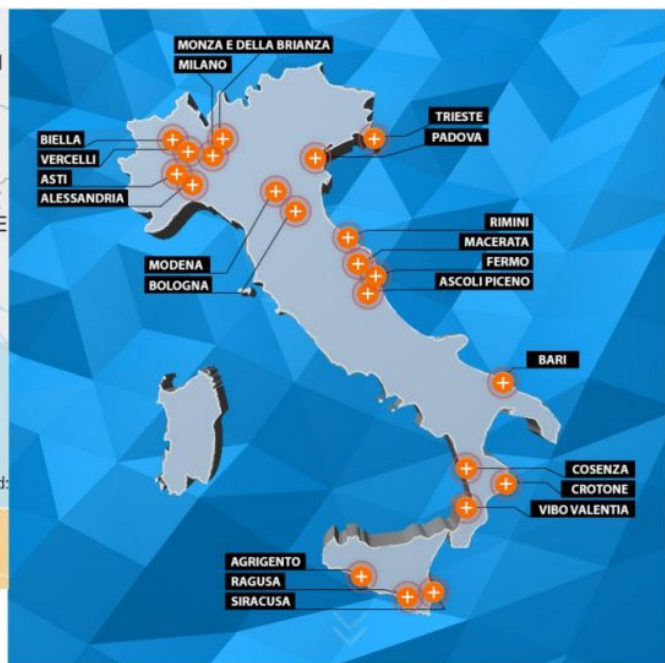 MONZA E DELLA BRIANZA
MILANO
BIELLA
VERCELLI
ASTI
ALESSANDRIA
TRIESTE
PADOVA
MODENA
BOLOGNA
RIMINI
MACERATA
FERMO
ASCOLI PICENO
BARI
COSENZA
CROTONE
VIBO VALENTIA
AGRIGENTO
RAGUSA
SIRACUSA
d: